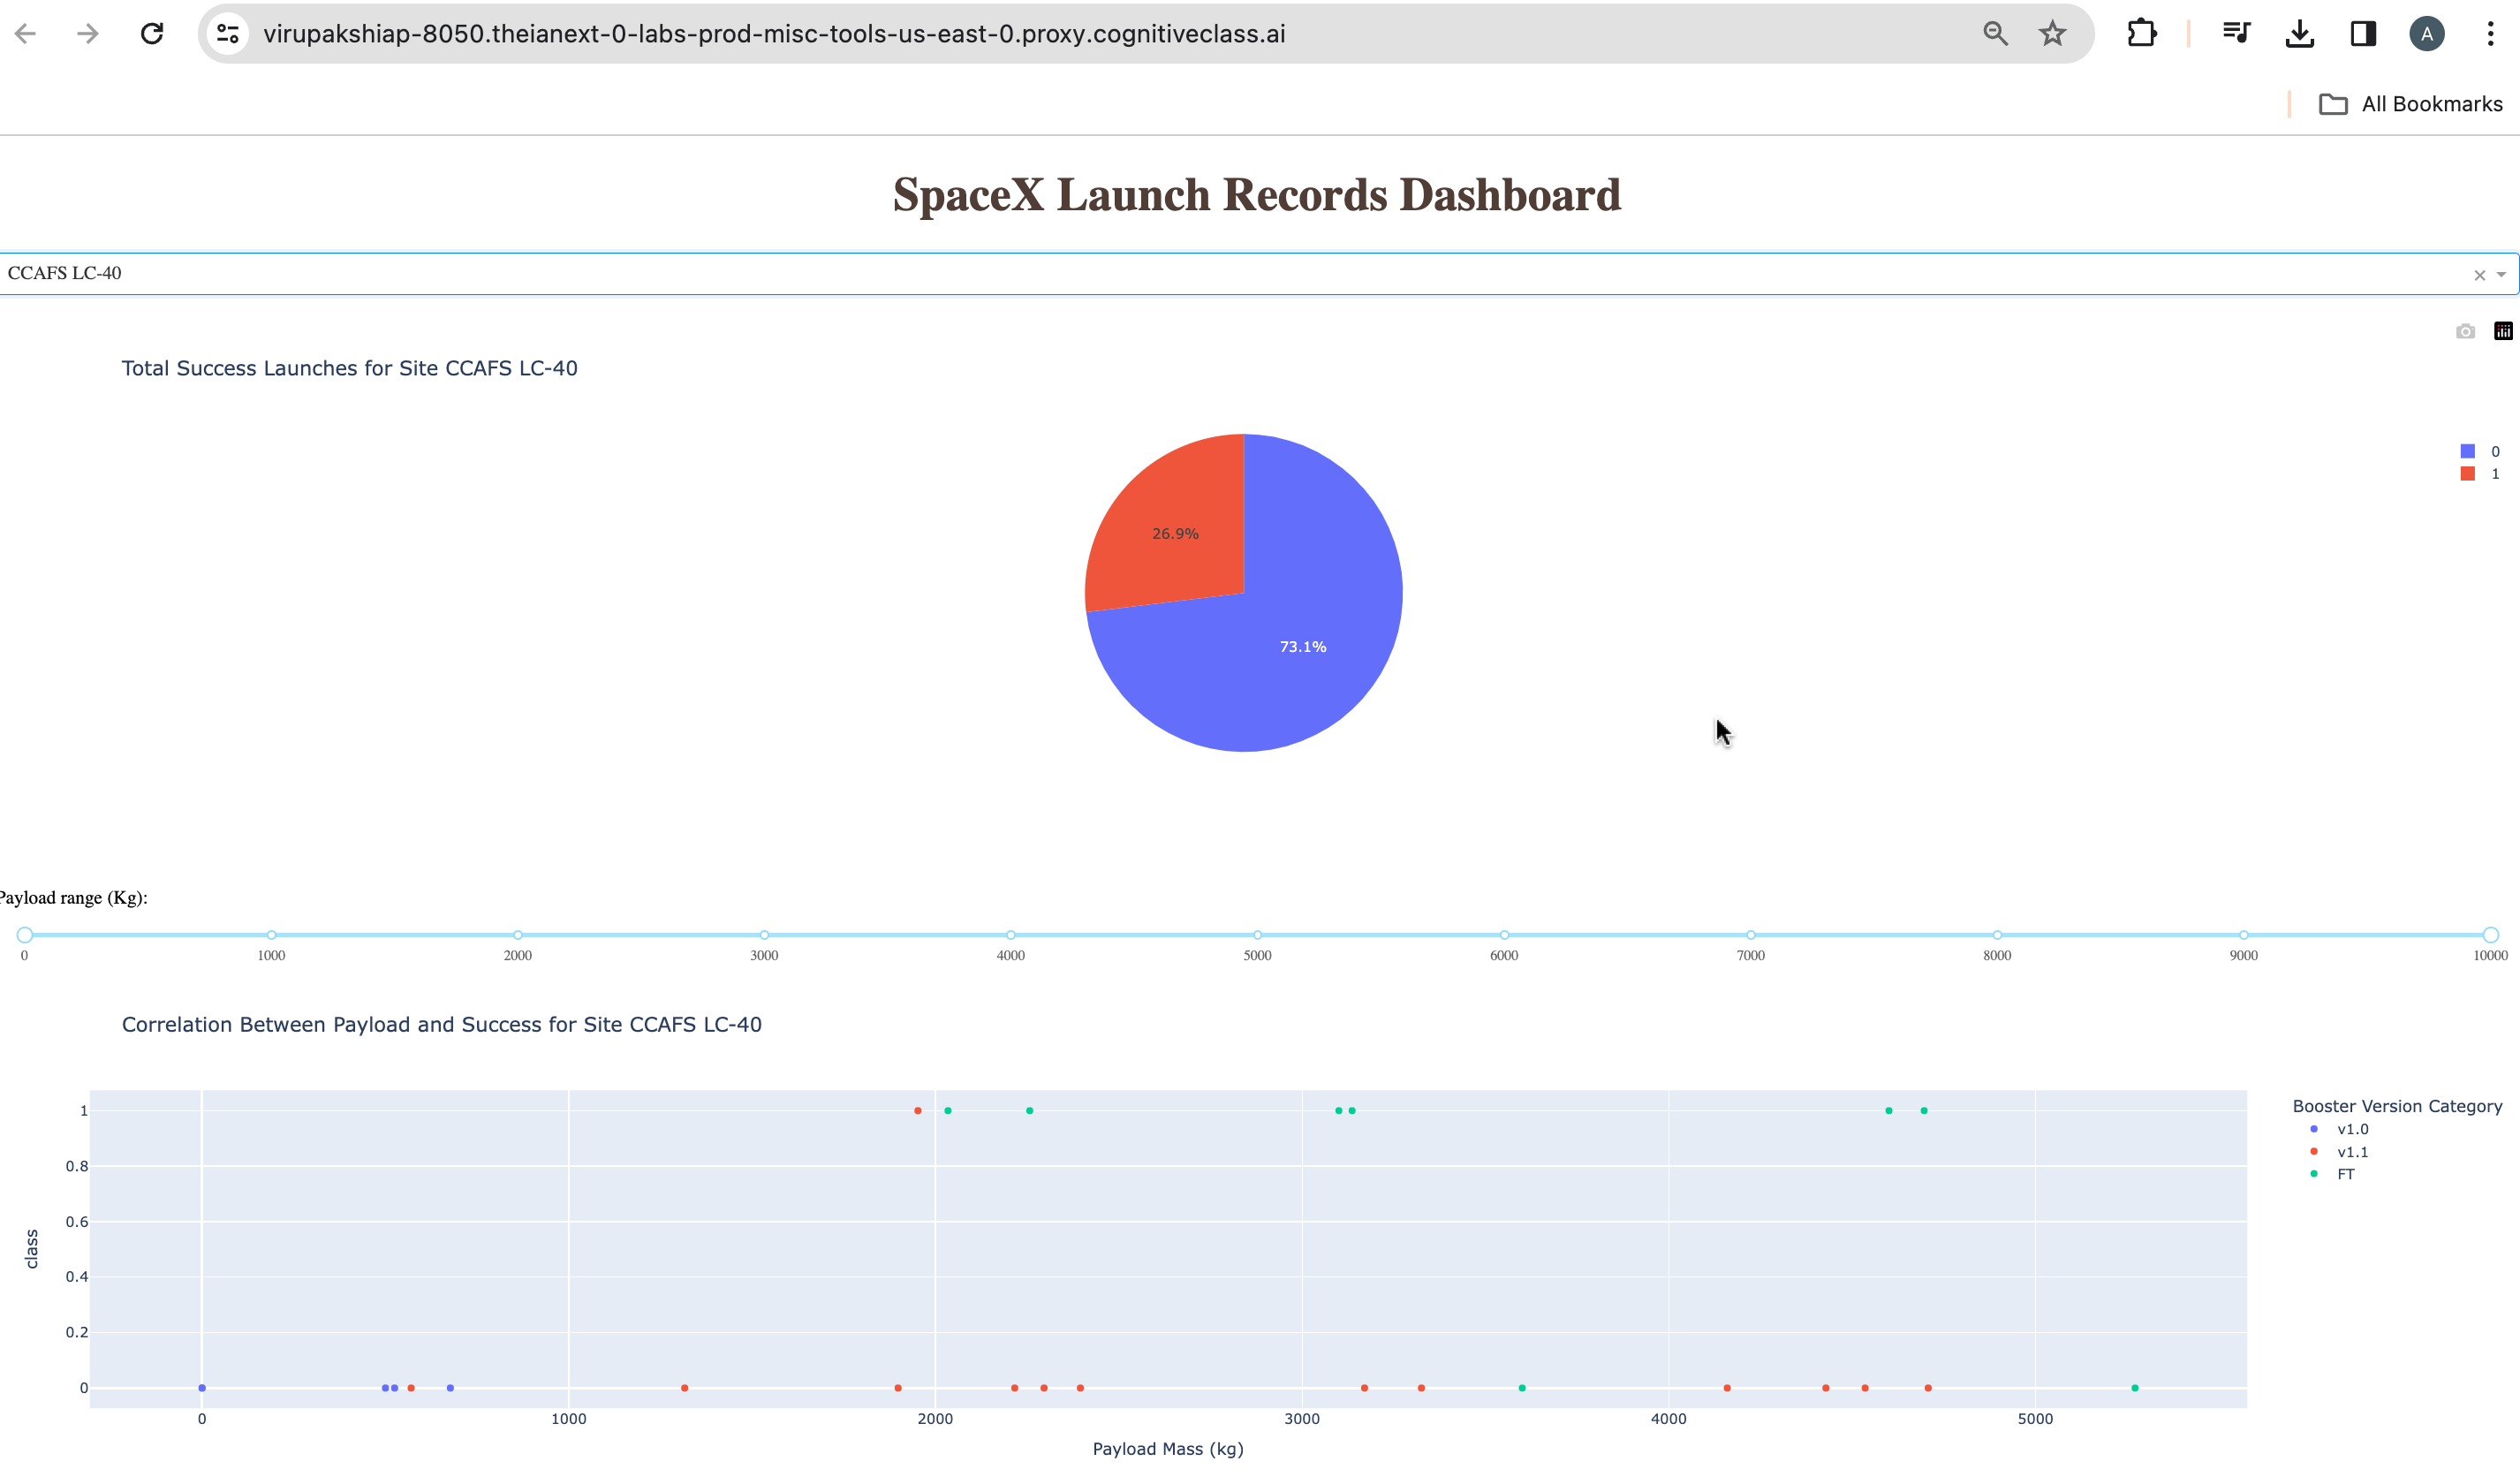 virupakshiap-8050.theianext-0-labs-prod-misc-tools-us-east-0.proxy.cognitiveclass.ai
A
All Bookmarks
SpaceX Launch Records Dashboard
CCAFS LC-40
Total Success Launches for Site CCAFS LC-40
0
1
26.9%
73.1%
Payload range (Kg):
0 1000 2000 3000 4000 5000 6000 7000 8000 9000 10000
Correlation Between Payload and Success for Site CCAFS LC-40
Booster Version Category
v1.0
v1.1
FT
1
0.8
0.6
0.4
0.2
0
class
0 1000 2000 3000 4000 5000
Payload Mass (kg)